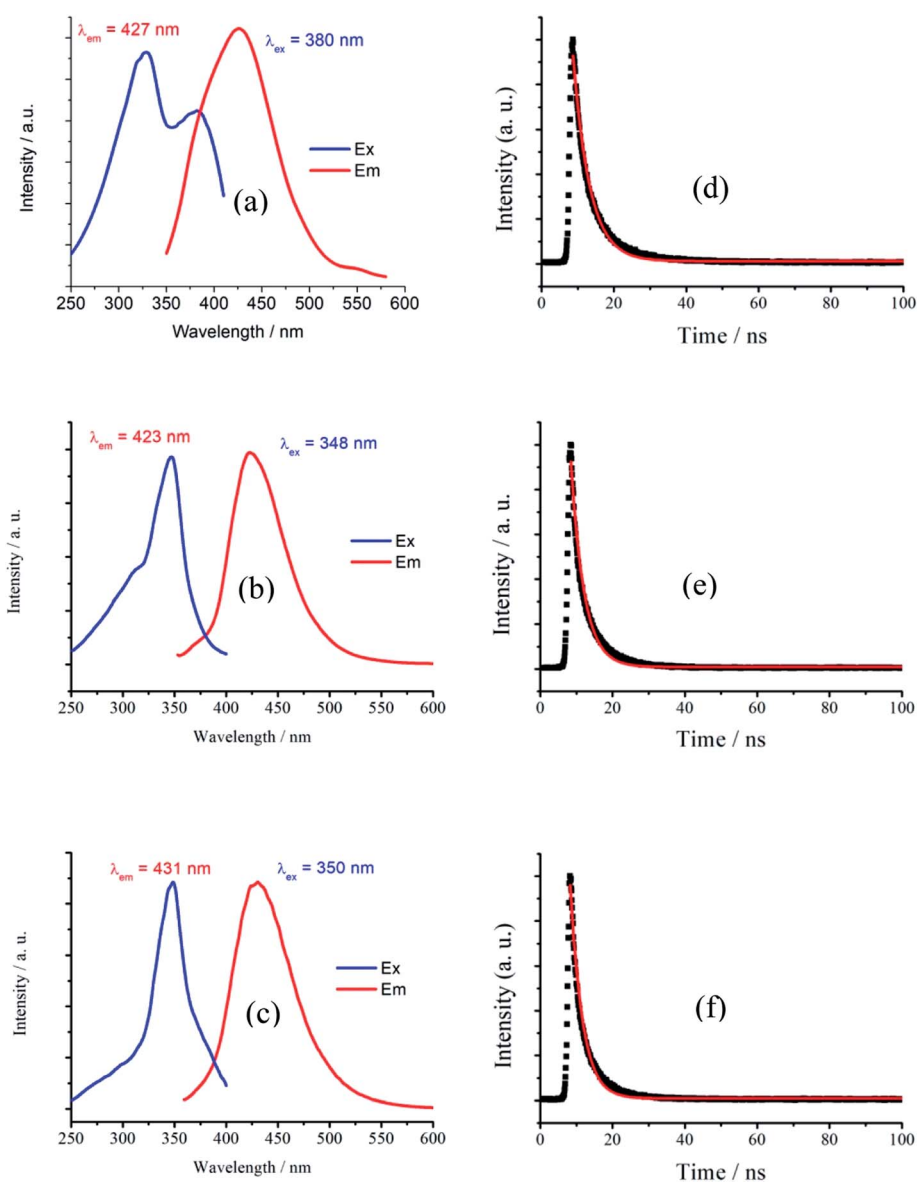 λem = 427 nm
λex = 380 nm
Intensity / a.u.
Ex
Em
(a)
250 300 350 400 450 500 550 600
Wavelength / nm
Intensity (a. u.)
(d)
0 20 40 60 80 100
Time / ns
λem = 423 nm
λex = 348 nm
Intensity / a. u.
Ex
Em
(b)
250 300 350 400 450 500 550 600
Wavelength / nm
Intensity / a. u.
(e)
0 20 40 60 80 100
Time / ns
λem = 431 nm
λex = 350 nm
Intensity / a. u.
Ex
Em
(c)
250 300 350 400 450 500 550 600
Wavelength / nm
Intensity (a. u.)
(f)
0 20 40 60 80 100
Time / ns